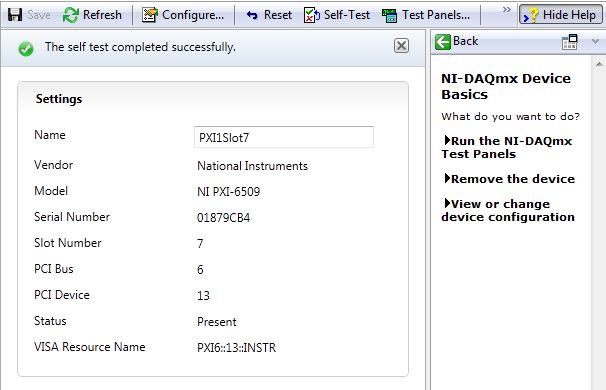 Save Refresh Configure... Reset Self-Test Test Panels... » Hide Help
The self test completed successfully.
Back
Settings
Name PXI1Slot7
Vendor National Instruments
Model NI PXI-6509
Serial Number 01879CB4
Slot Number 7
PCI Bus 6
PCI Device 13
Status Present
VISA Resource Name PXI6::13::INSTR
NI-DAQmx Device
Basics
What do you want to do?
Run the NI-DAQmx
Test Panels
Remove the device
View or change
device configuration